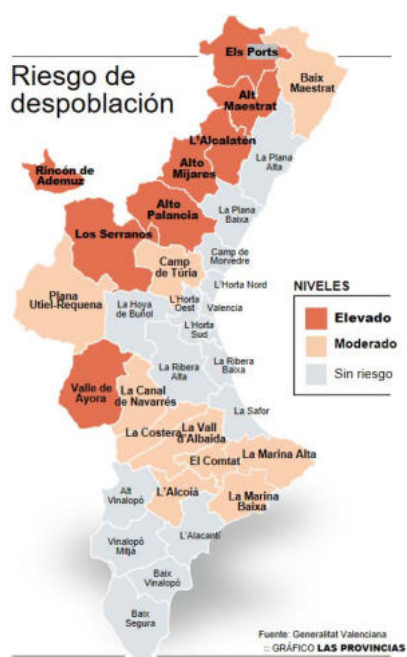 Riesgo de
despoblación
Els Ports
Baix
Maestrat
Alt
Maestrat
L'Alcalatén
La Plana
Alta
Rincón de
Ademuz
Alto
Mijares
Alto
Palancia
La Plana
Baixa
Los Serranos
Camp de
Morvedre
Camp
de Túria
L'Horta Nord
NIVELES
Elevado
Moderado
Sin riesgo
Plana
Utiel-Requena
La Hoya
de Buñol
L'Horta
Oest
Valencia
L'Horta
Sud
La Ribera
Alta
La Ribera
Baixa
Valle de
Ayora
La Canal
de Navarrés
La Safor
La Costera
La Vall
d'Albaida
El Comtat
La Marina Alta
Alt
Vinalopó
L'Alcoià
La Marina
Baixa
Vinalopó
Mitjà
L'Alacantí
Baix
Vinalopó
Baix
Segura
Fuente: Generalitat Valenciana
:: GRÁFICO LAS PROVINCIAS